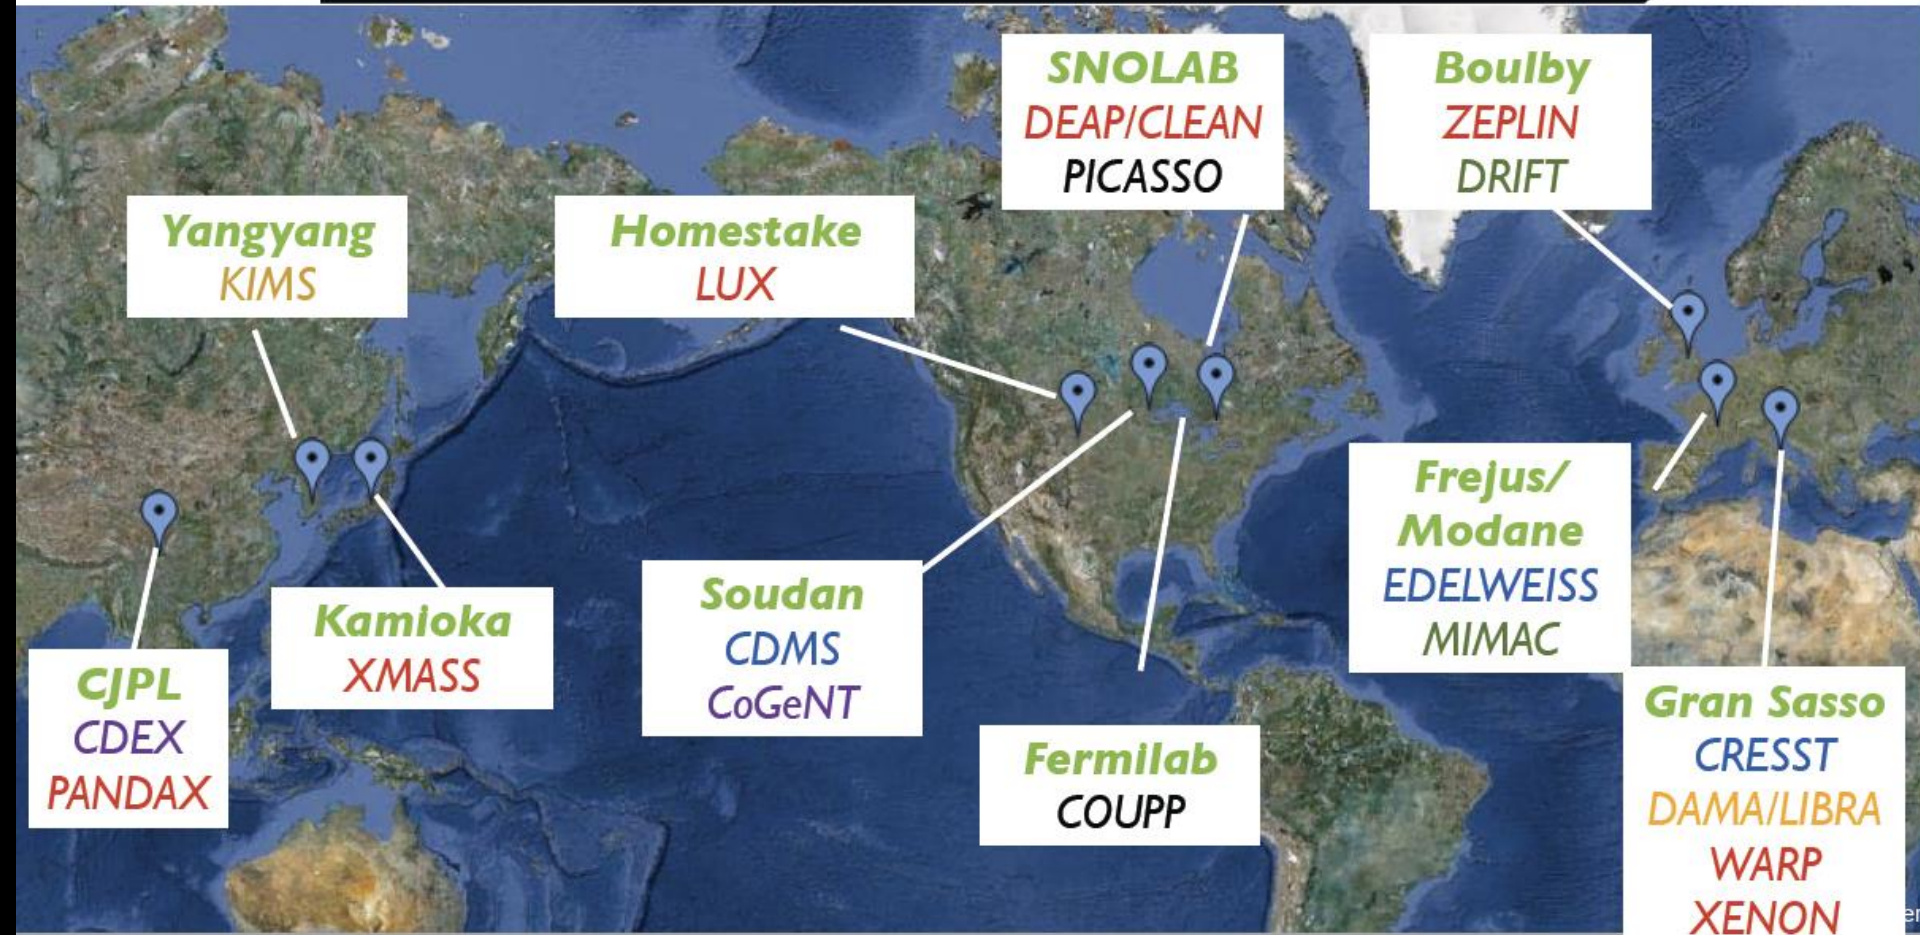 SNOLAB
DEAP/CLEAN
PICASSO
Boulby
ZEPLIN
DRIFT
Yangyang
KIMS
Homestake
LUX
Frejus/
Modane
EDELWEISS
MIMAC
Soudan
CDMS
CoGeNT
Kamioka
XMASS
CJPL
CDEX
PANDAX
Fermilab
COUPP
Gran Sasso
CRESST
DAMA/LIBRA
WARP
XENON